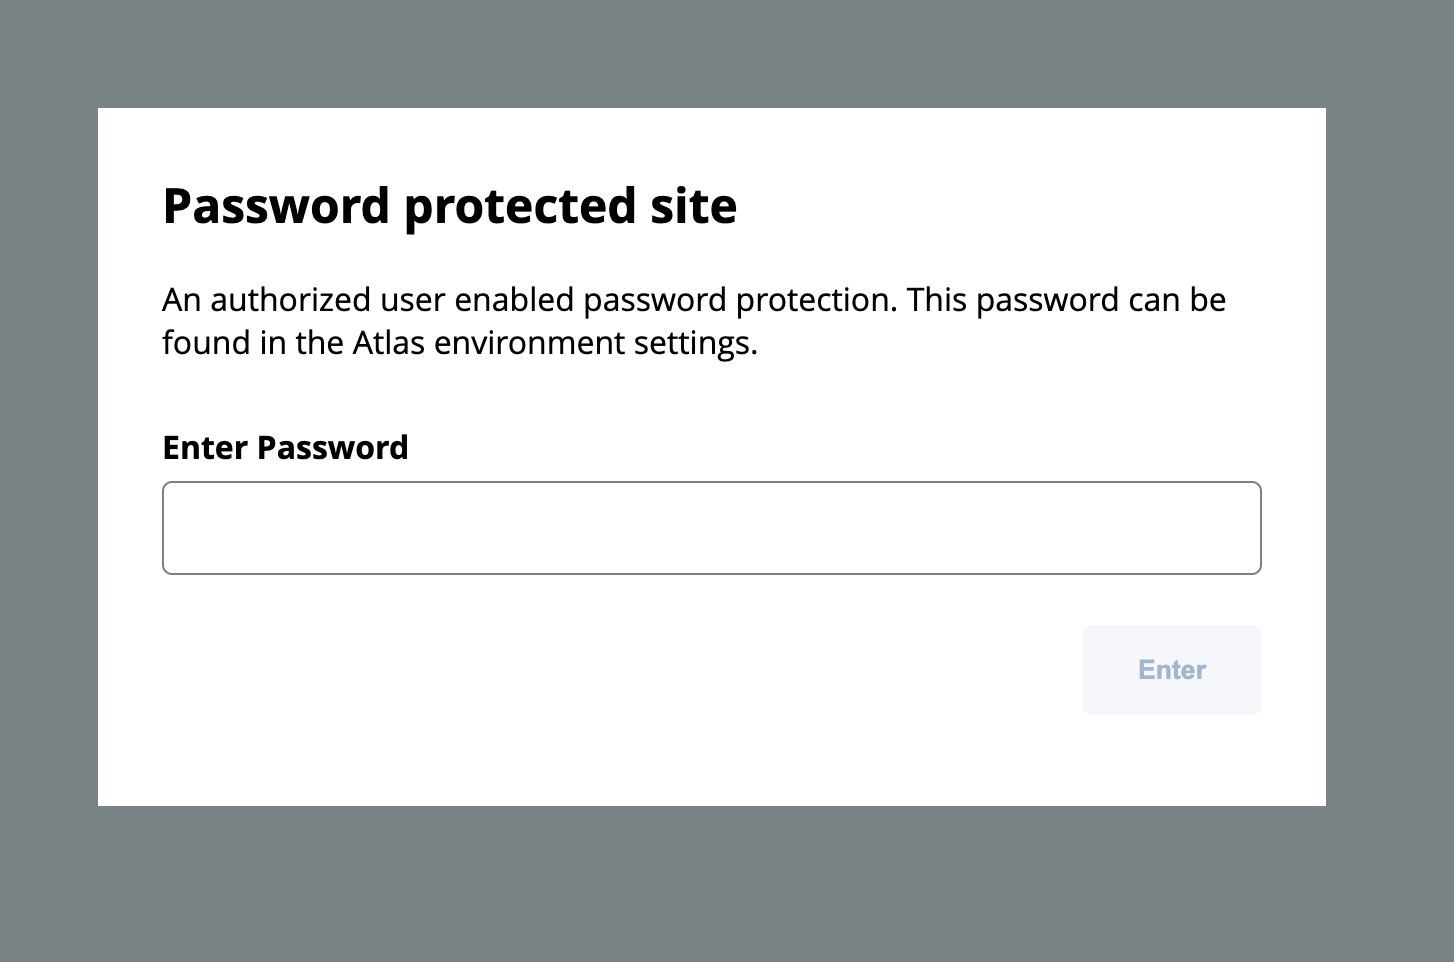 Password protected site
An authorized user enabled password protection. This password can be
found in the Atlas environment settings.
Enter Password
Enter